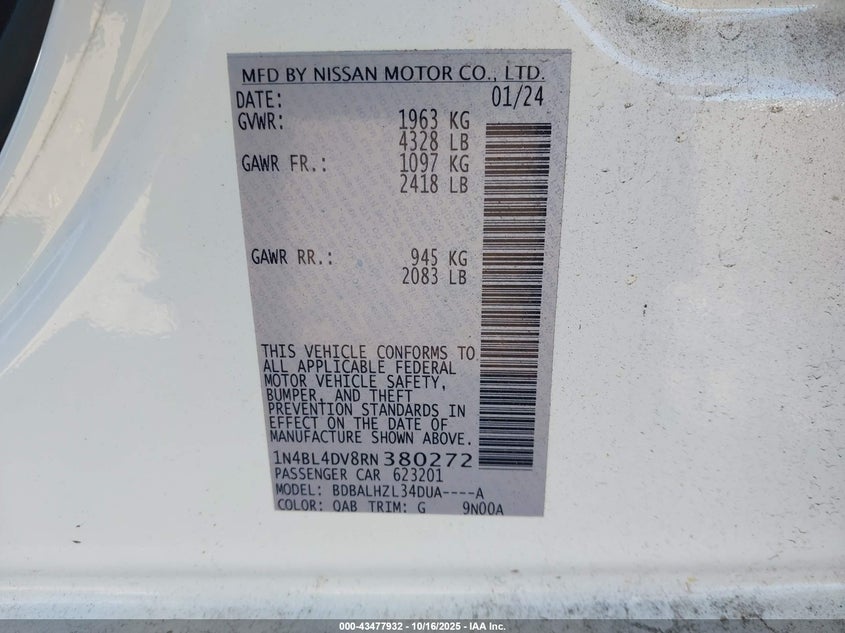 MFD BY NISSAN MOTOR CO., LTD.
DATE: 01/24
GVWR: 1963 KG
4328 LB
GAWR FR.: 1097 KG
2418 LB
GAWR RR.: 945 KG
2083 LB
THIS VEHICLE CONFORMS TO
ALL APPLICABLE FEDERAL
MOTOR VEHICLE SAFETY,
BUMPER, AND THEFT
PREVENTION STANDARDS IN
EFFECT ON THE DATE OF
MANUFACTURE SHOWN ABOVE.
1N4BL4DV8RN380272
PASSENGER CAR 623201
MODEL: BDBALHZL34DUA----A
COLOR: QAB TRIM: G 9N00A
000-43477932 - 10/16/2025 - IAA Inc.